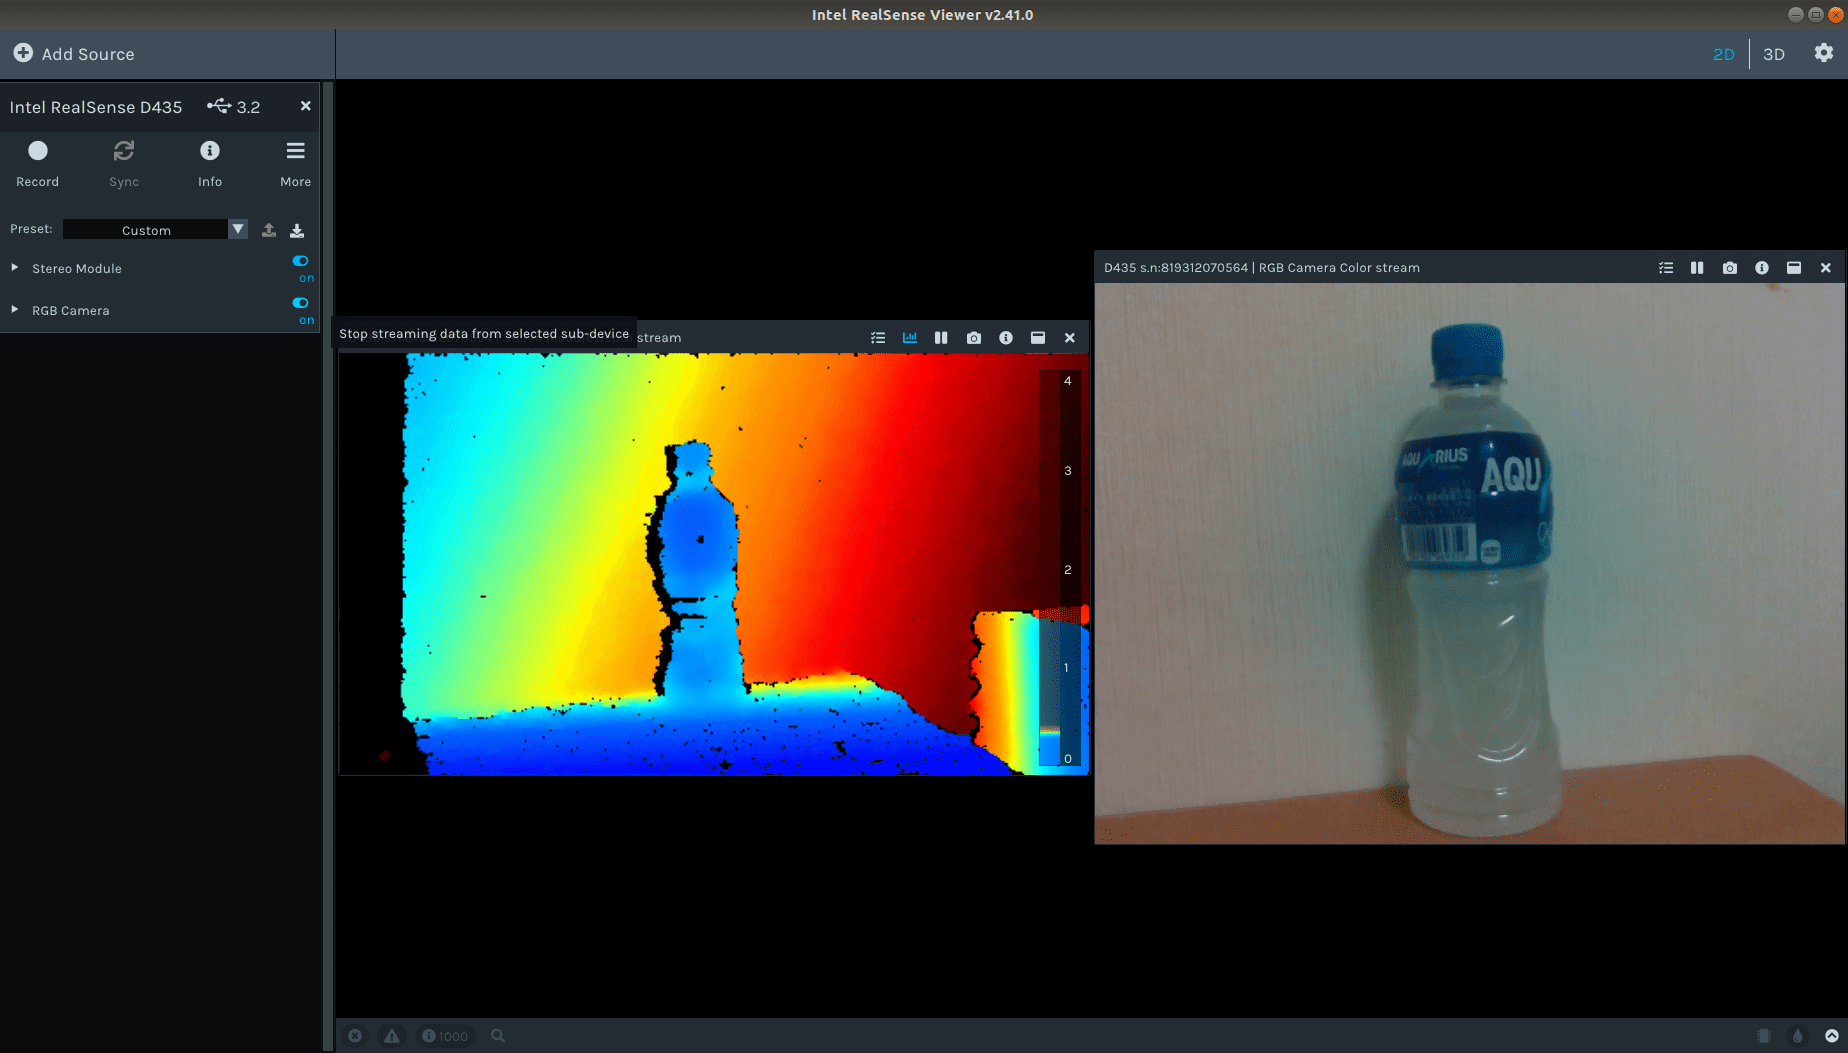 Intel RealSense Viewer v2.41.0
Add Source
2D
3D
Intel RealSense D435
3.2
Record
Sync
Info
More
Preset:
Custom
Stereo Module
on
RGB Camera
on
Stop streaming data from selected sub-device
stream
4
3
2
1
0
D435 s.n:819312070564 | RGB Camera Color stream
AQUARIUS
AQU
1000